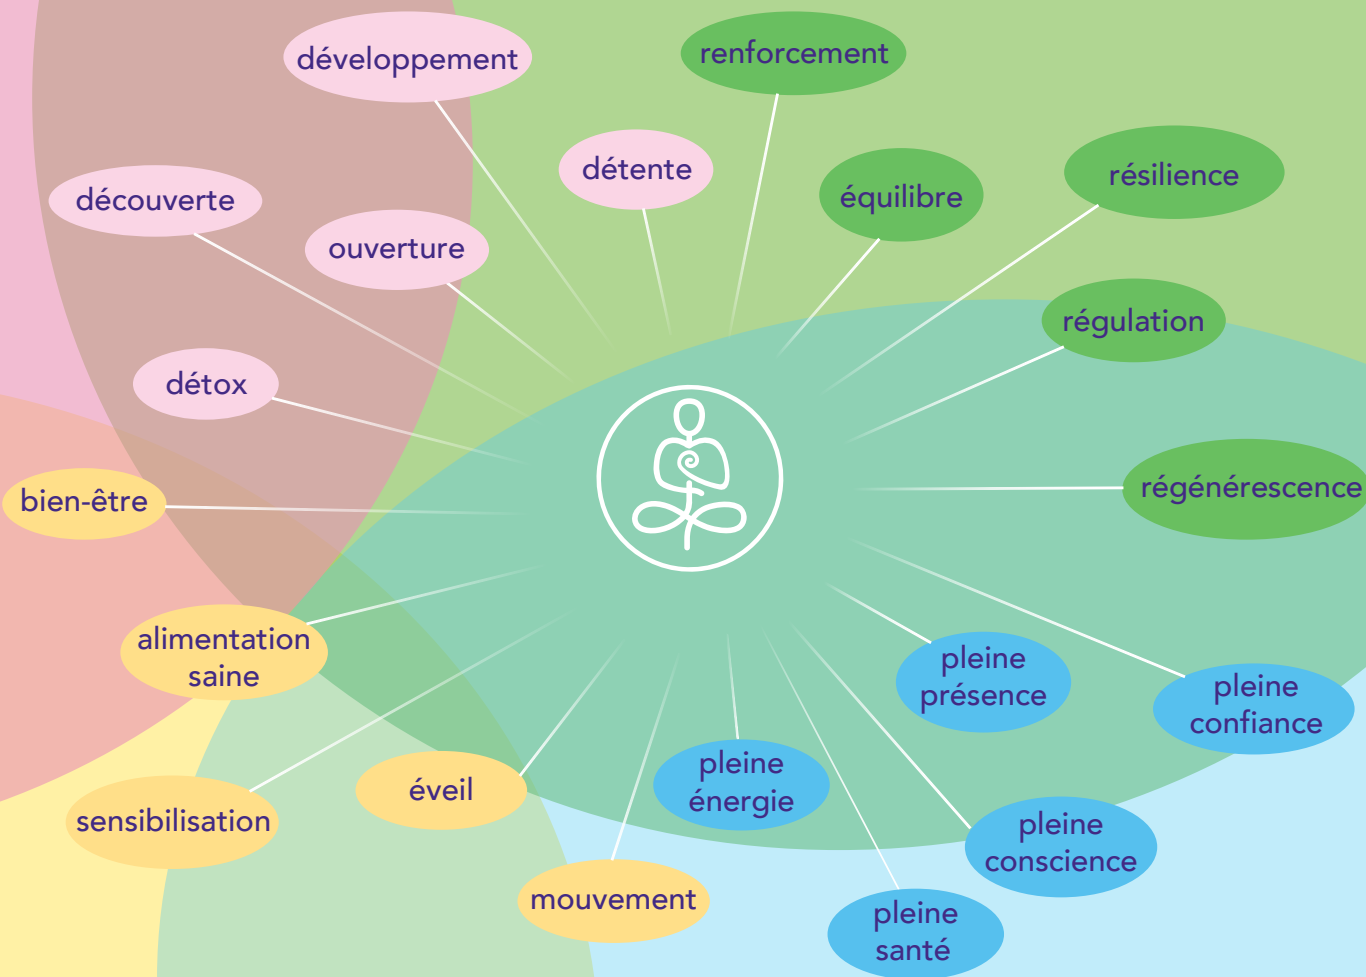 développement
renforcement
détente
résilience
équilibre
découverte
ouverture
régulation
détox
régénérescence
bien-être
alimentation
saine
pleine
présence
pleine
confiance
pleine
énergie
éveil
sensibilisation
pleine
conscience
mouvement
pleine
santé